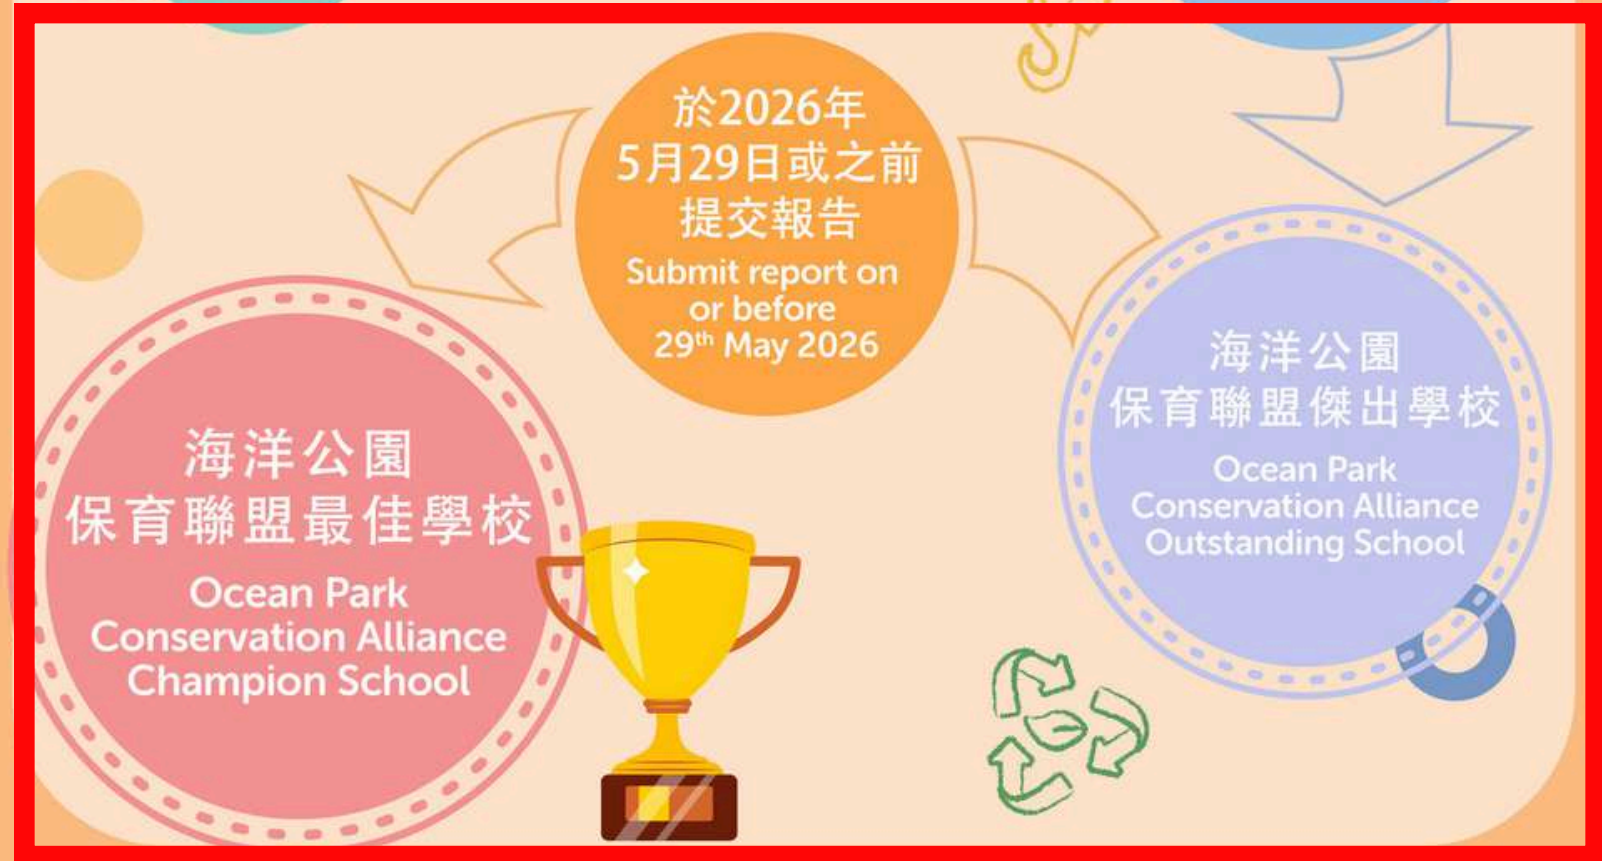 於2026年
5月29日或之前
提交報告
Submit report on
or before
29th May 2026
海洋公園
保育聯盟最佳學校
Ocean Park
Conservation Alliance
Champion School
海洋公園
保育聯盟傑出學校
Ocean Park
Conservation Alliance
Outstanding School